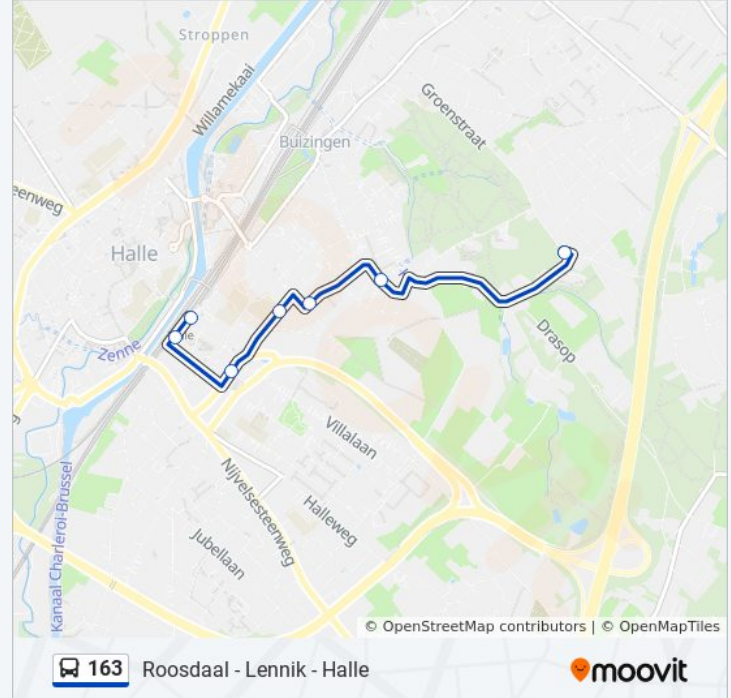 Stroppen
Willamekaai
Groenstraat
Buizingen
eenweg
Halle
Zenne
Drasop
Villalaan
Nijvelsesteenweg
Halleweg
Jubellaan
Kanaal Charleroi-Brussel
© OpenStreetMap contributors | © OpenMapTiles
163 Roosdaal - Lennik - Halle
moovit